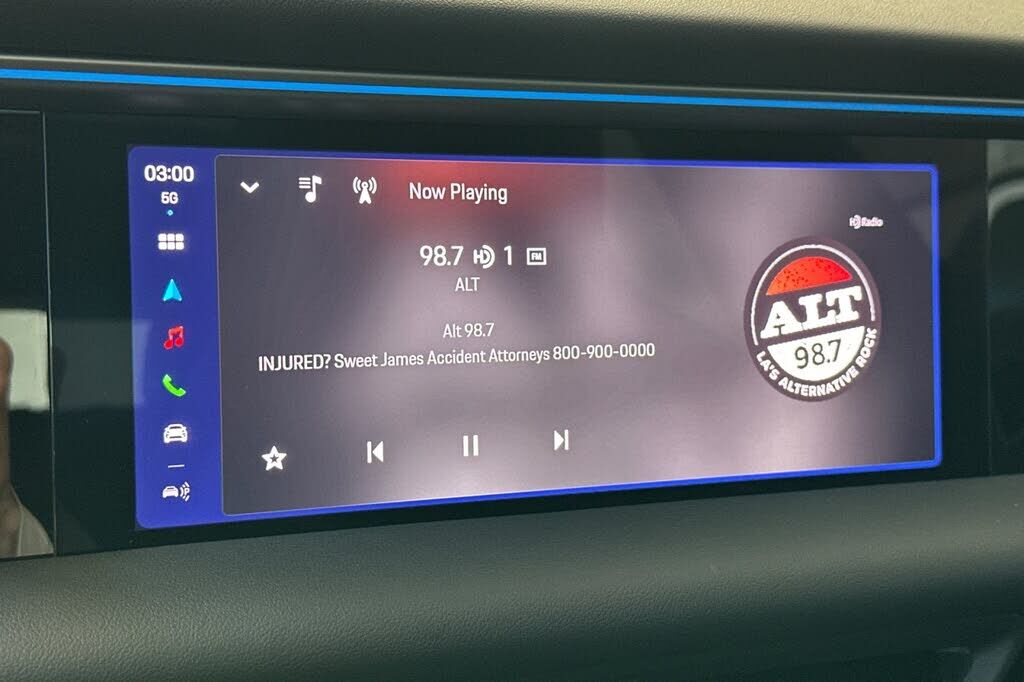 03:00
5G
Now Playing
98.7 HD 1 FM
ALT
Alt 98.7
INJURED? Sweet James Accident Attorneys 800-900-0000
HD Radio
ALT
98.7
LA'S ALTERNATIVE ROCK
P